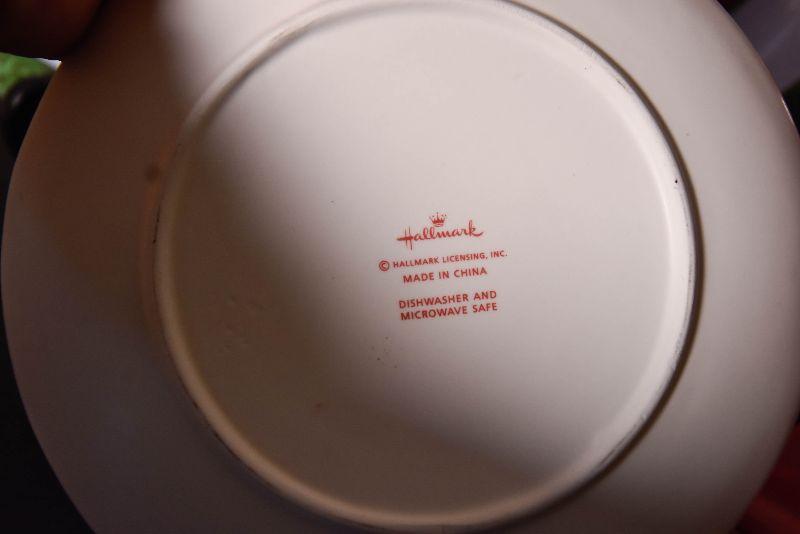 Hallmark
© HALLMARK LICENSING, INC.
MADE IN CHINA
DISHWASHER AND
MICROWAVE SAFE